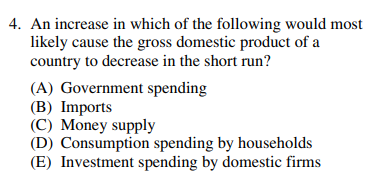 4. An increase in which of the following would most
likely cause the gross domestic product of a
country to decrease in the short run?
(A) Government spending
(B) Imports
(C) Money supply
(D) Consumption spending by households
(E) Investment spending by domestic firms